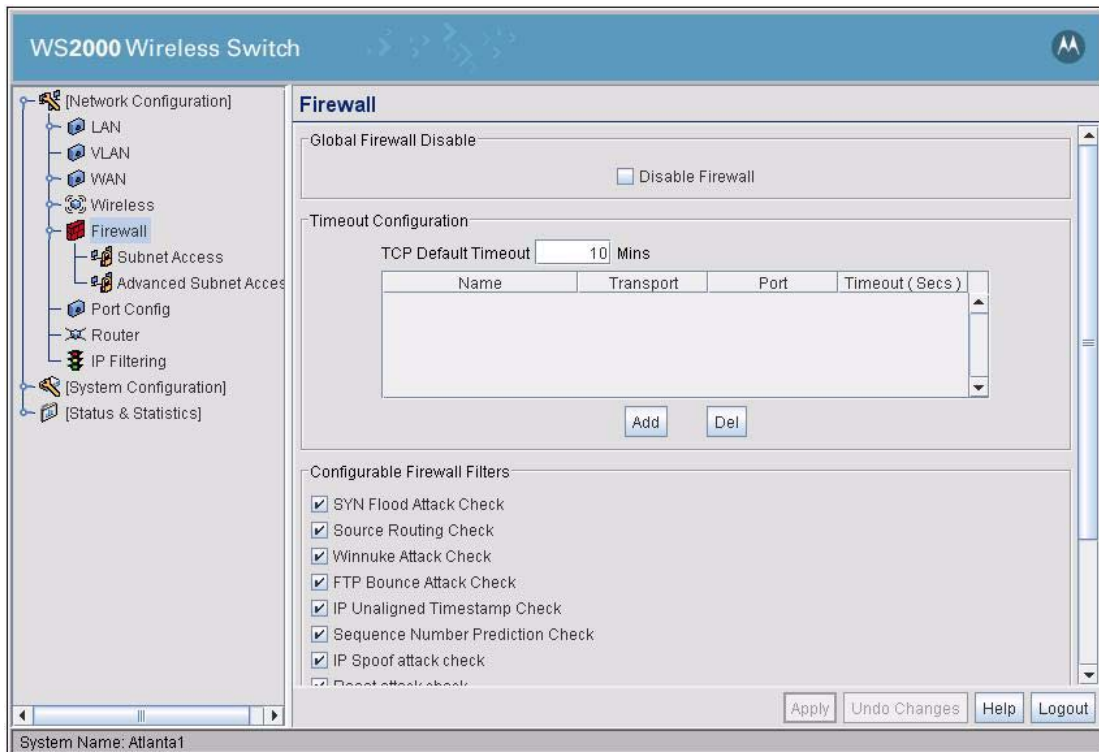 WS2000 Wireless Switch
[Network Configuration]
LAN
VLAN
WAN
Wireless
Firewall
Subnet Access
Advanced Subnet Acces
Port Config
Router
IP Filtering
[System Configuration]
[Status & Statistics]
Firewall
Global Firewall Disable
Disable Firewall
Timeout Configuration
TCP Default Timeout 10 Mins
Name Transport Port Timeout ( Secs )
Add Del
Configurable Firewall Filters
SYN Flood Attack Check
Source Routing Check
Winnuke Attack Check
FTP Bounce Attack Check
IP Unaligned Timestamp Check
Sequence Number Prediction Check
IP Spoof attack check
attack check
Apply Undo Changes Help Logout
System Name: Atlanta1